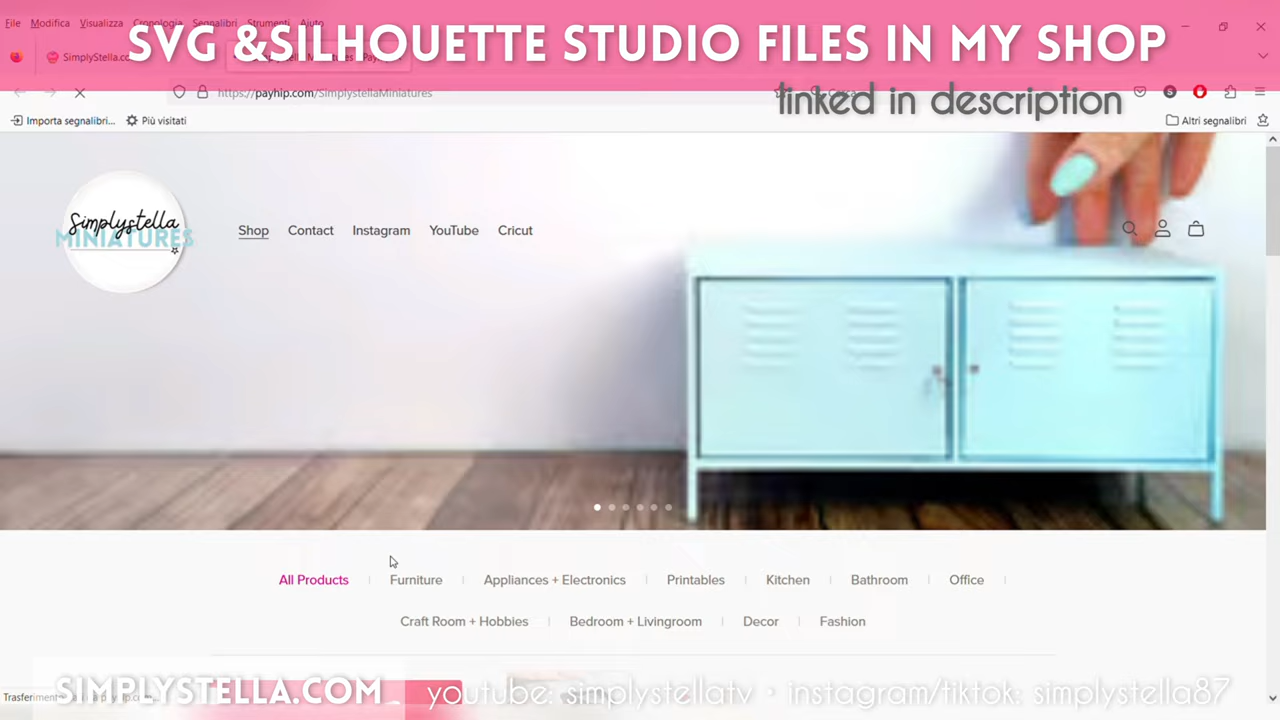 File Modifica Visualizza Cronologia Segnalibri Strumenti Aiuto
SVG &SILHOUETTE STUDIO FILES IN MY SHOP
SimplyStella.co
https://payhip.com/SimplystellaMiniatures
linked in description
Importa segnalibri... Più visitati Altri segnalibri
Simplystella
MINIATURES
Shop Contact Instagram YouTube Cricut
All Products Furniture Appliances + Electronics Printables Kitchen Bathroom Office
Craft Room + Hobbies Bedroom + Livingroom Decor Fashion
SIMPLYSTELLA.COM youtube: simplystellatv • instagram/tiktok: simplystella87